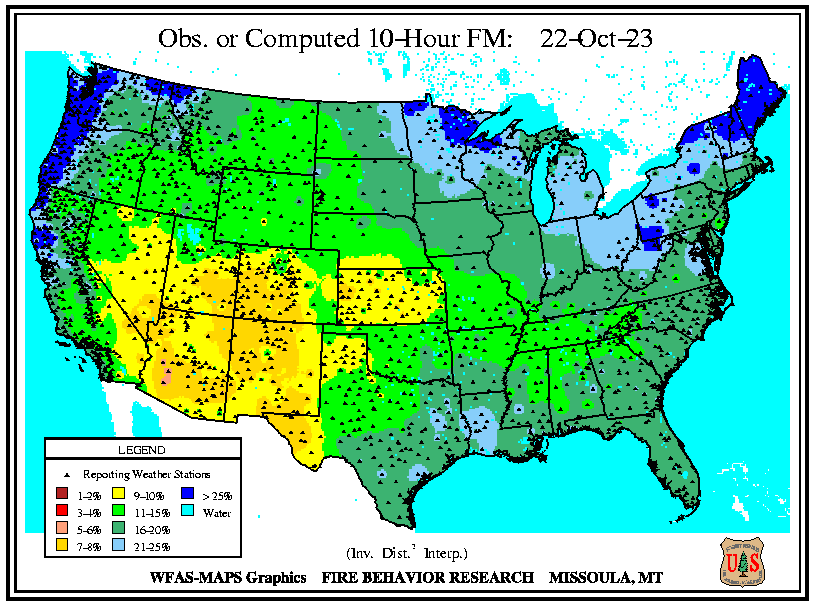 Obs. or Computed 10-Hour FM: 22-Oct-23
LEGEND
Reporting Weather Stations
1-2% 9-10% > 25%
3-4% 11-15% Water
5-6% 16-20%
7-8% 21-25%
(Inv. Dist.² Interp.)
WFAS-MAPS Graphics FIRE BEHAVIOR RESEARCH MISSOULA, MT
U S